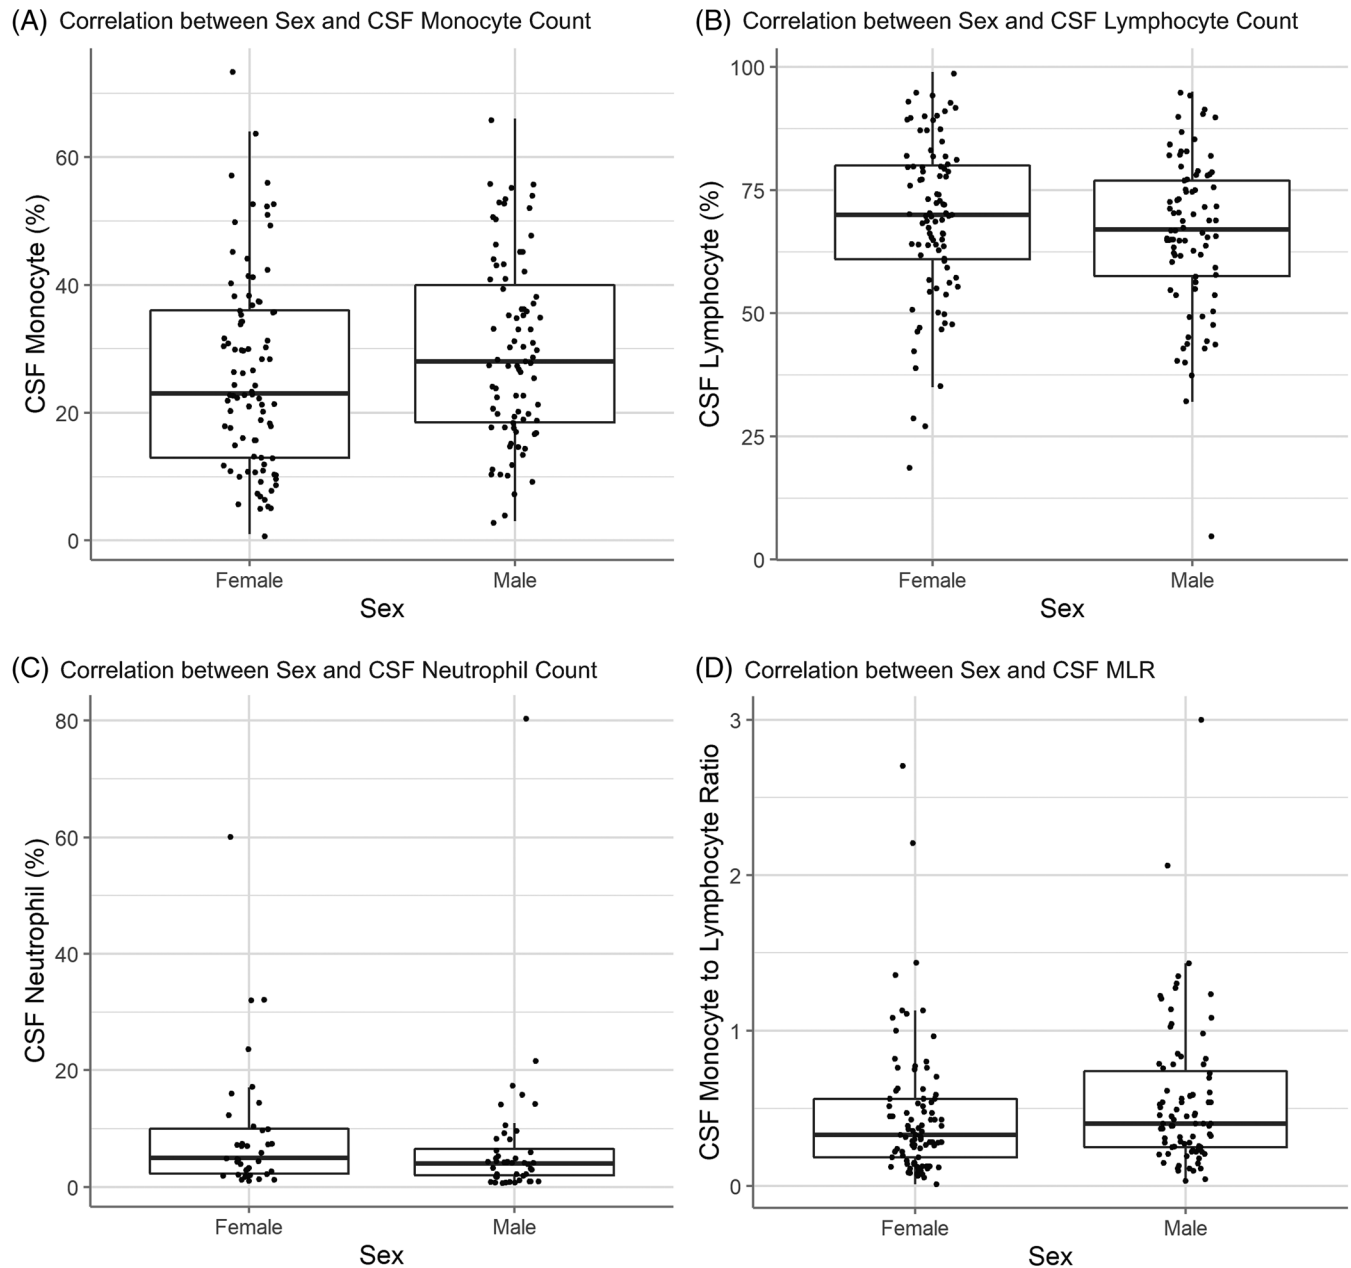 (A) Correlation between Sex and CSF Monocyte Count
CSF Monocyte (%)
60
40
20
0
Female
Male
Sex
(B) Correlation between Sex and CSF Lymphocyte Count
CSF Lymphocyte (%)
100
75
50
25
0
Female
Male
Sex
(C) Correlation between Sex and CSF Neutrophil Count
CSF Neutrophil (%)
80
60
40
20
0
Female
Male
Sex
(D) Correlation between Sex and CSF MLR
CSF Monocyte to Lymphocyte Ratio
3
2
1
0
Female
Male
Sex